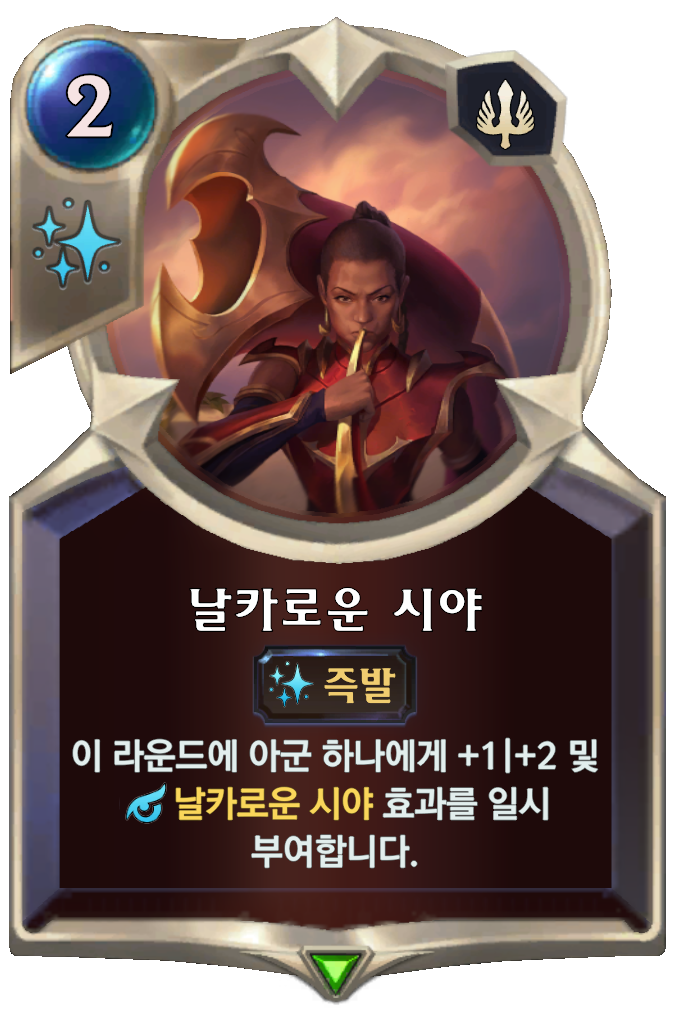 2
날카로운 시야
즉발
이 라운드에 아군 하나에게 +1|+2 및
날카로운 시야 효과를 일시
부여합니다.